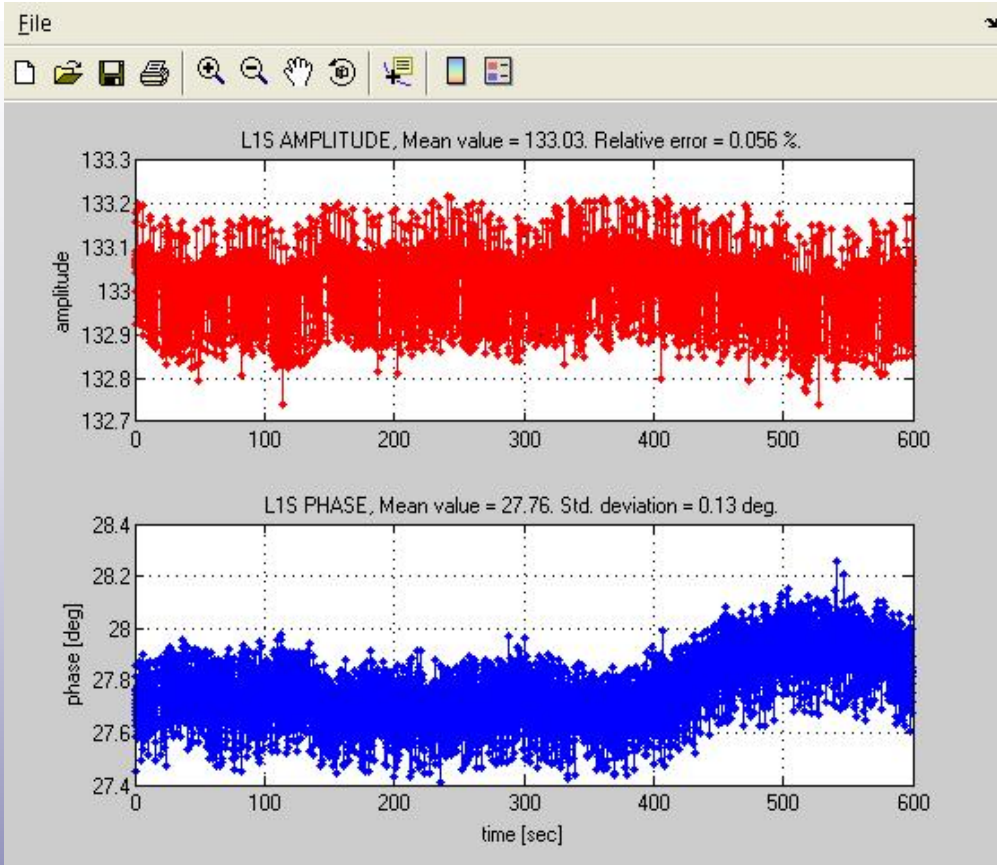 File
L1S AMPLITUDE, Mean value = 133.03. Relative error = 0.056 %.
133.3
133.2
133.1
133
132.9
132.8
132.7
amplitude
0 100 200 300 400 500 600
L1S PHASE, Mean value = 27.76. Std. deviation = 0.13 deg.
28.4
28.2
28
27.8
27.6
27.4
phase [deg]
0 100 200 300 400 500 600
time [sec]